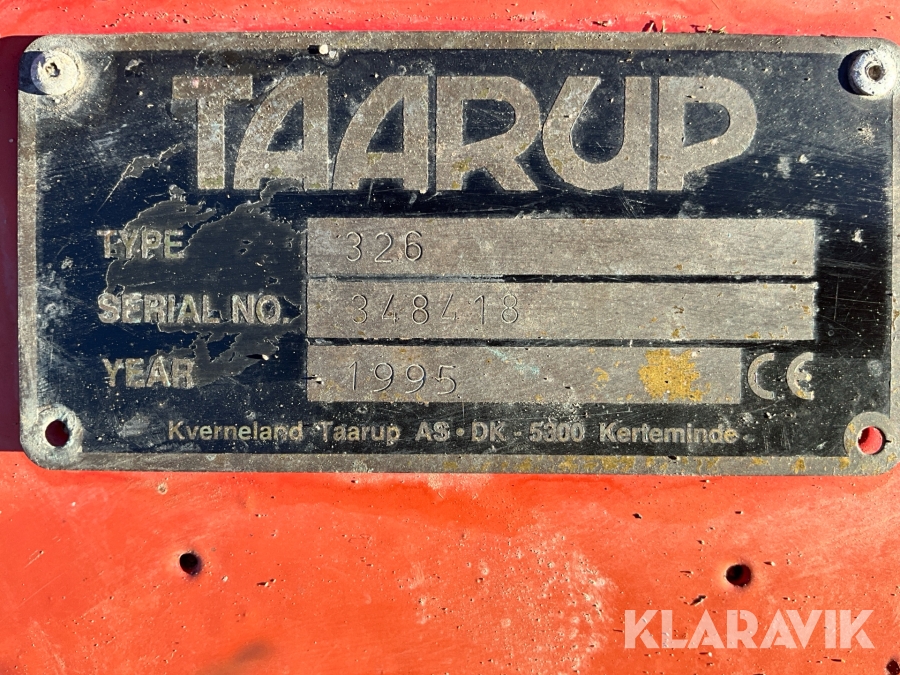 TAARUP
TYPE 326
SERIAL NO. 348418
YEAR 1995 CE
Kverneland Taarup AS • DK - 5300 Kerteminde
KLARAVIK